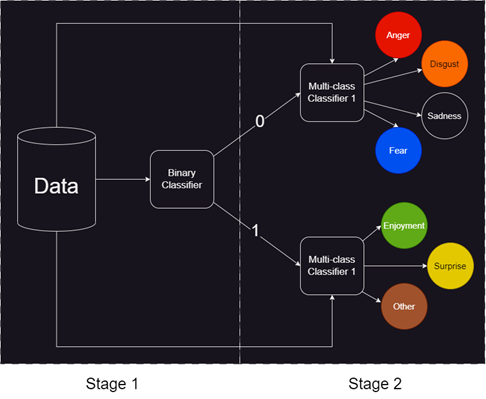 Anger
Disgust
Multi-class
Classifier 1
Sadness
0
Fear
Data
Binary
Classifier
Enjoyment
1
Multi-class
Classifier 1
Surprise
Other
Stage 1
Stage 2